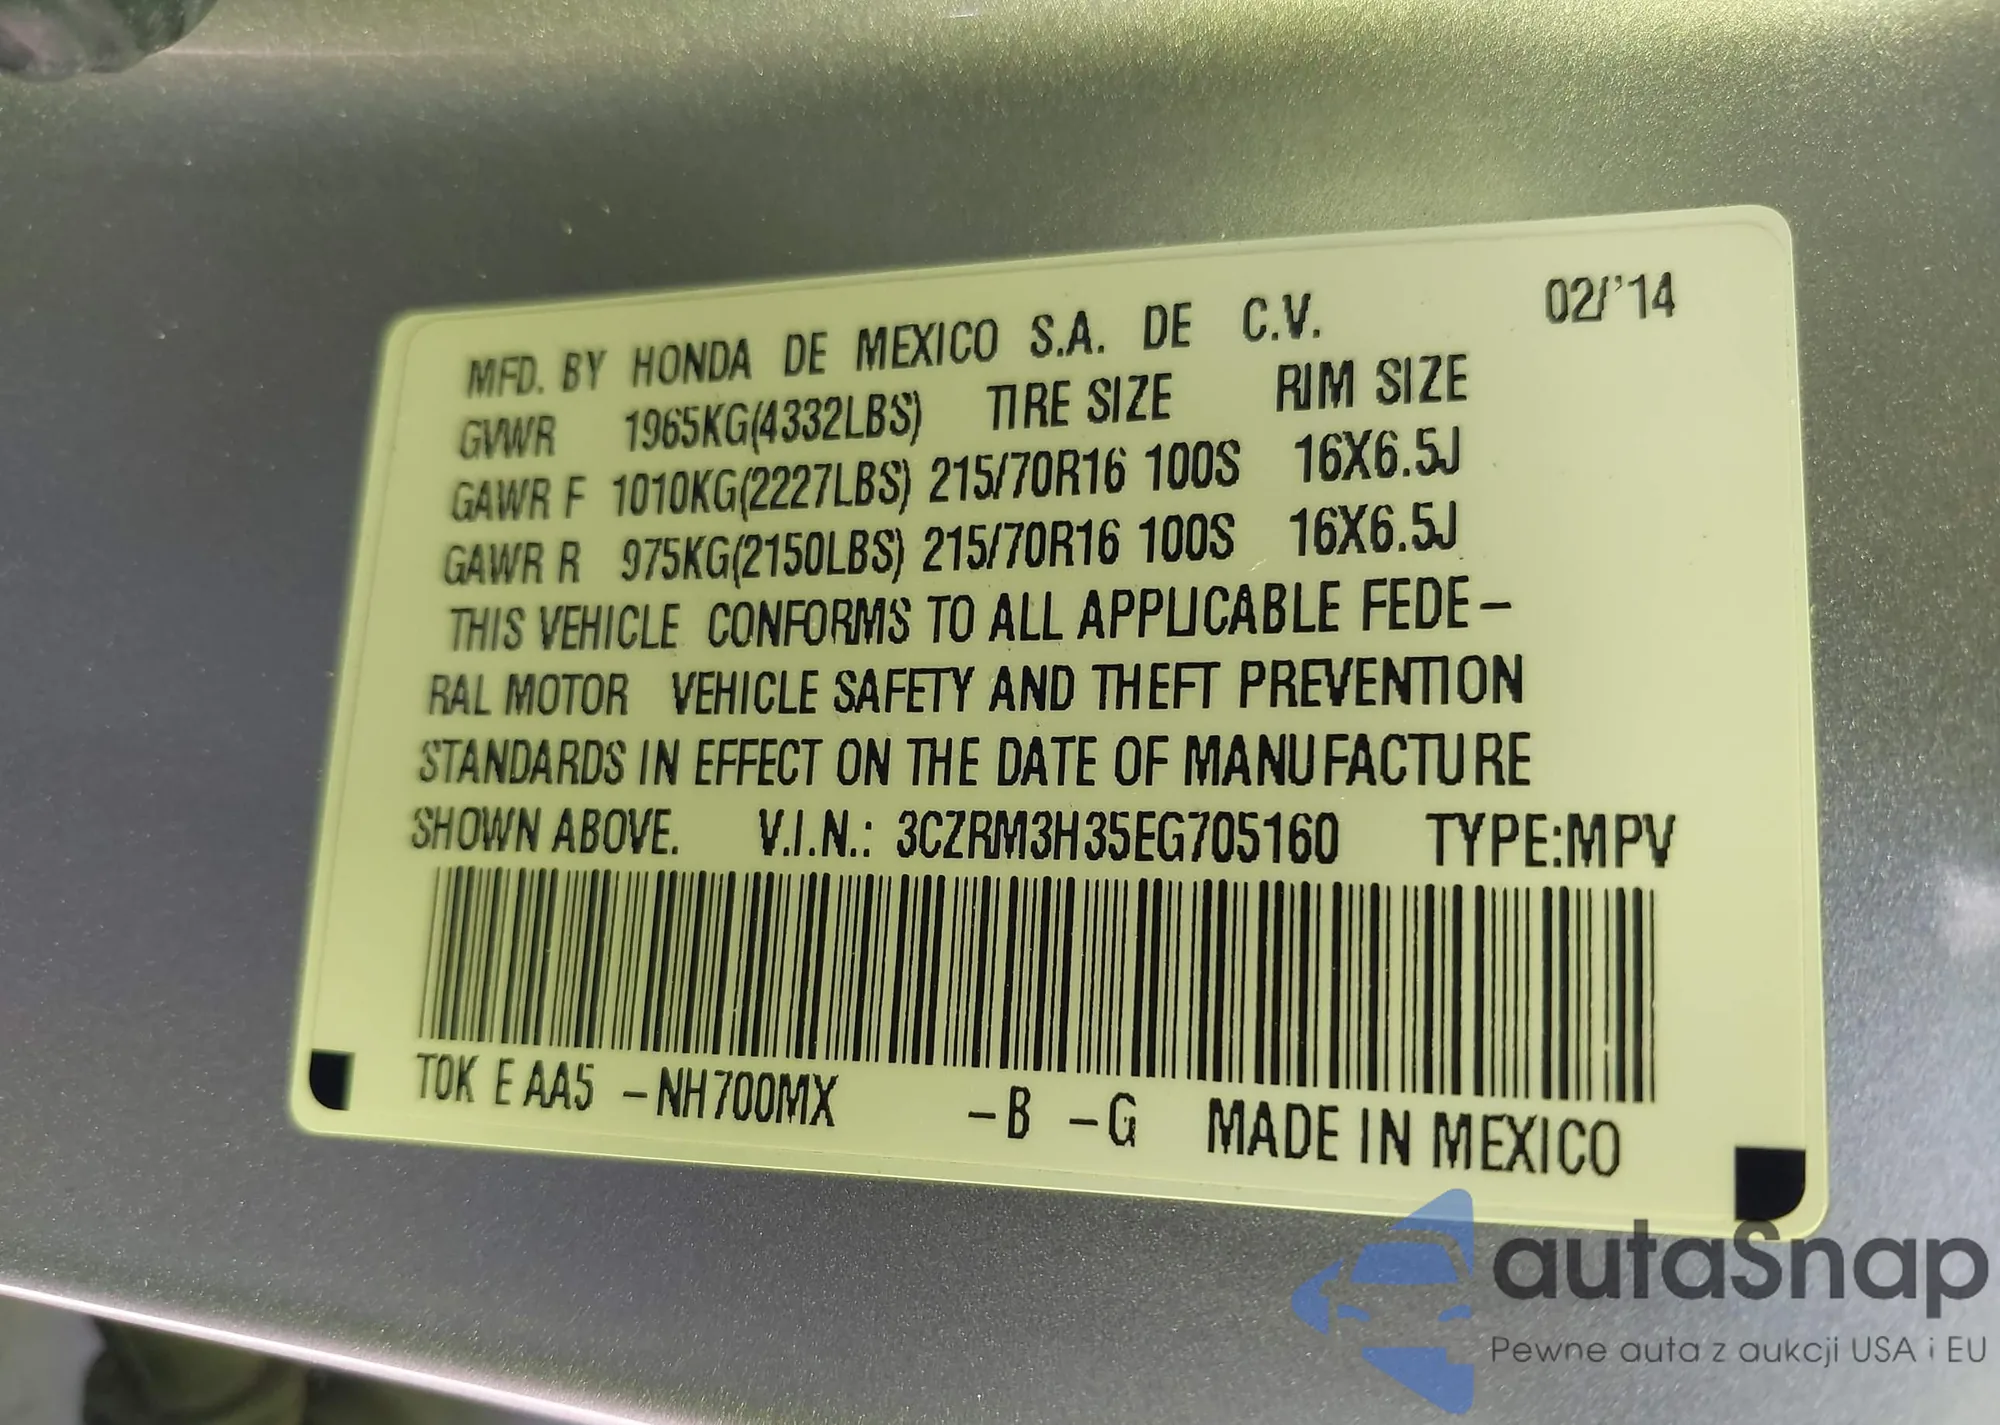 MFD. BY HONDA DE MEXICO S.A. DE C.V. 02/'14
GVWR 1965KG(4332LBS) TIRE SIZE RIM SIZE
GAWR F 1010KG(2227LBS) 215/70R16 100S 16X6.5J
GAWR R 975KG(2150LBS) 215/70R16 100S 16X6.5J
THIS VEHICLE CONFORMS TO ALL APPLICABLE FEDE-
RAL MOTOR VEHICLE SAFETY AND THEFT PREVENTION
STANDARDS IN EFFECT ON THE DATE OF MANUFACTURE
SHOWN ABOVE. V.I.N.: 3CZRM3H35EG705160 TYPE:MPV
T0K E AA5 -NH700MX -B -G MADE IN MEXICO
autaSnap
Pewne auta z aukcji USA i EU